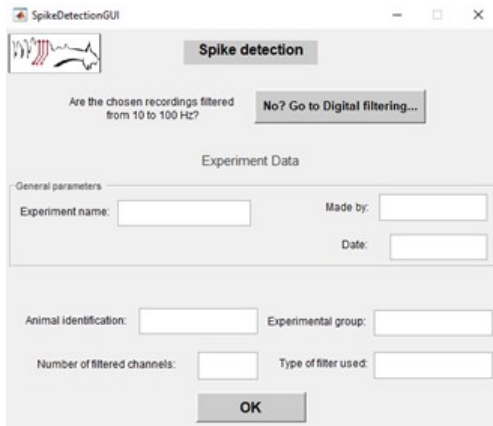 SpikeDetectionGUI
Spike detection
Are the chosen recordings filtered
from 10 to 100 Hz?
No? Go to Digital filtering...
Experiment Data
General parameters
Experiment name:
Made by:
Date:
Animal identification:
Experimental group:
Number of filtered channels:
Type of filter used:
OK